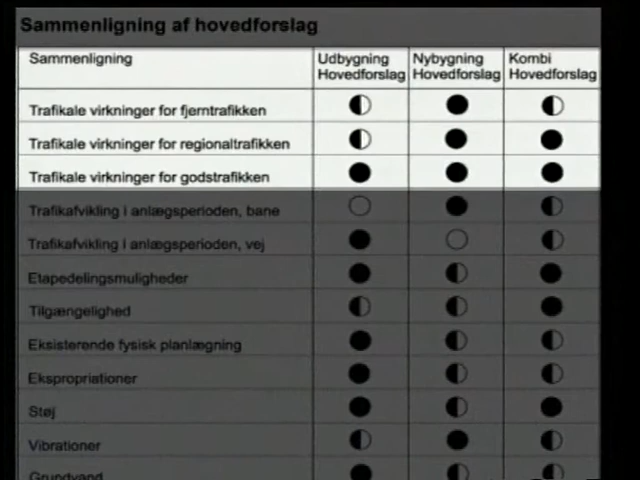 Sammenligning af hovedforslag
Sammenligning Udbygning Hovedforslag Nybygning Hovedforslag Kombi Hovedforslag
Trafikale virkninger for fjerntrafikken
Trafikale virkninger for regionaltrafikken
Trafikale virkninger for godstrafikken
Trafikafvikling i anlægsperioden, bane
Trafikafvikling i anlægsperioden, vej
Etapedelingsmuligheder
Tilgængelighed
Eksisterende fysisk planlægning
Ekspropriationer
Støj
Vibrationer
Grundvand